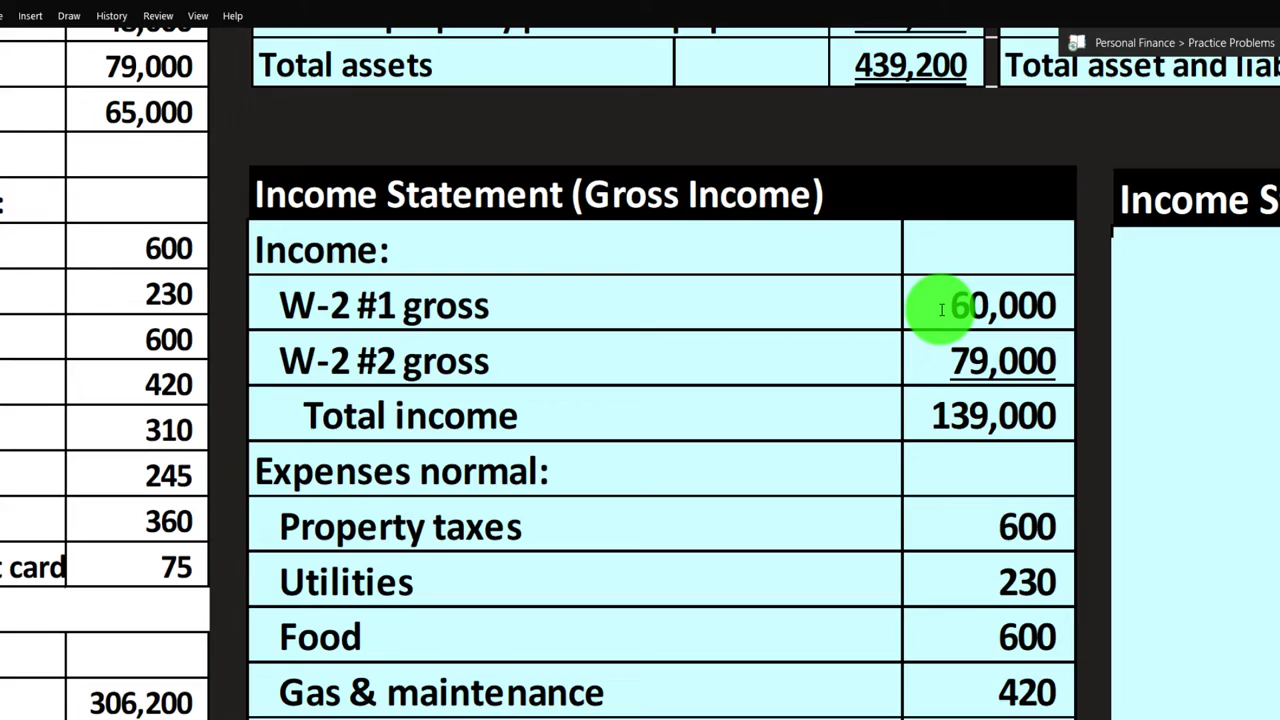 Insert Draw History Review View Help
Personal Finance > Practice Problems
79,000
65,000
:
600
230
600
420
310
245
360
card 75
306,200
Total assets 439,200
Total asset and
Income Statement (Gross Income)
Income:
W-2 #1 gross 60,000
W-2 #2 gross 79,000
Total income 139,000
Expenses normal:
Property taxes 600
Utilities 230
Food 600
Gas & maintenance 420
Income